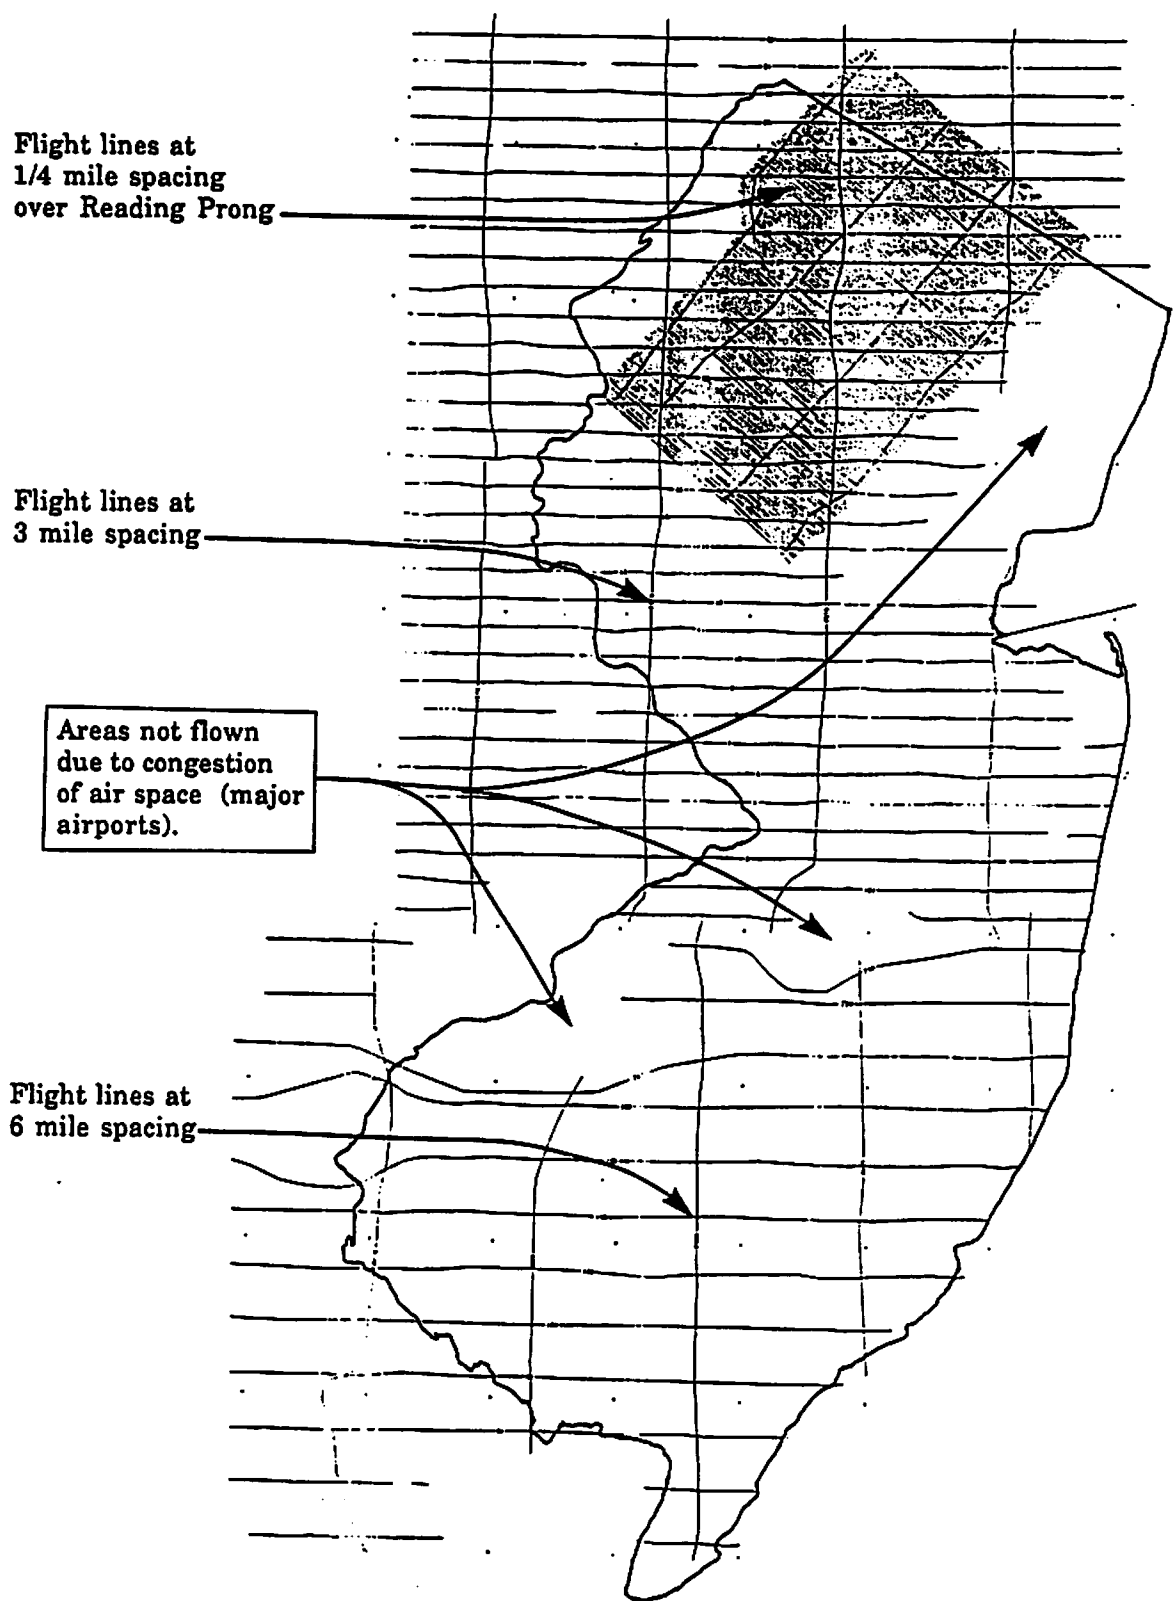 Flight lines at
1/4 mile spacing
over Reading Prong
Flight lines at
3 mile spacing
Areas not flown
due to congestion
of air space (major
airports).
Flight lines at
6 mile spacing